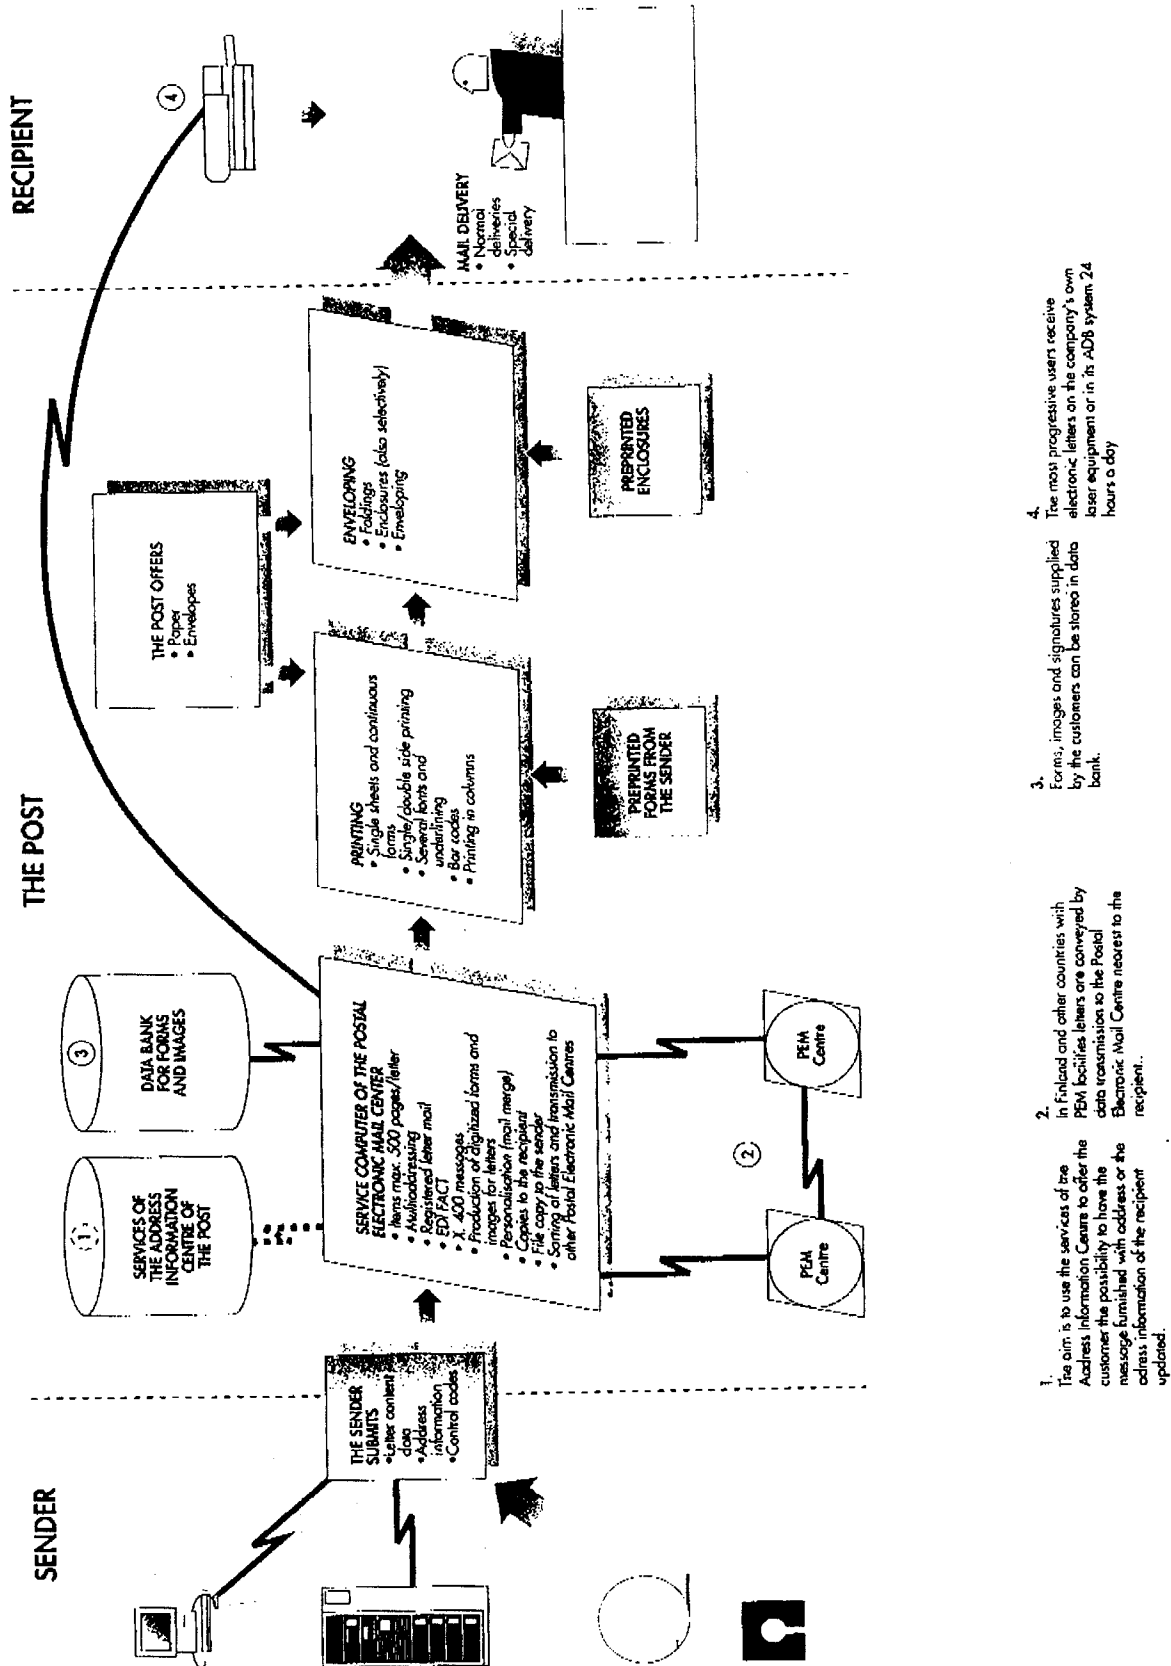 SENDER
THE POST
RECIPIENT
THE SENDER
SUBMITS
•Letter content
data
•Address
information
•Control codes
1
SERVICES OF
THE ADDRESS
INFORMATION
CENTRE OF
THE POST
3
DATA BANK
FOR FORMS
AND IMAGES
SERVICE COMPUTER OF THE POSTAL
ELECTRONIC MAIL CENTER
• Items max. 500 pages/letter
• Multiaddressing
• Registered letter mail
• EDI FACT
• X. 400 messages
• Production of digitized forms and
images for letters
• Personalisation (mail merge)
• Copies to the recipient
• File copy to the sender
• Sorting of letters and transmission to
other Postal Electronic Mail Centres
2
PEM
Centre
PEM
Centre
THE POST OFFERS
• Paper
• Envelopes
PRINTING
• Single sheets and continuous
forms
• Single/double side printing
• Several fonts and
underlining
• Bar codes
• Printing in columns
PREPRINTED
FORMS FROM
THE SENDER
ENVELOPING
• Foldings
• Enclosures (also selectively)
• Enveloping
PREPRINTED
ENCLOSURES
4
MAIL DELIVERY
• Normal
deliveries
• Special
delivery
1.
The aim is to use the services of the
Address Information Centre to offer the
customer the possibility to have the
message furnished with address or the
adress information of the recipient
updated.
2.
In Finland and other countries with
PEM facilities letters are conveyed by
data transmission to the Postal
Electronic Mail Centre nearest to the
recipient..
3.
Forms, images and signatures supplied
by the customers can be stored in data
bank.
4.
The most progressive users receive
electronic letters on the company's own
laser equipment or in its ADB system 24
hours a day